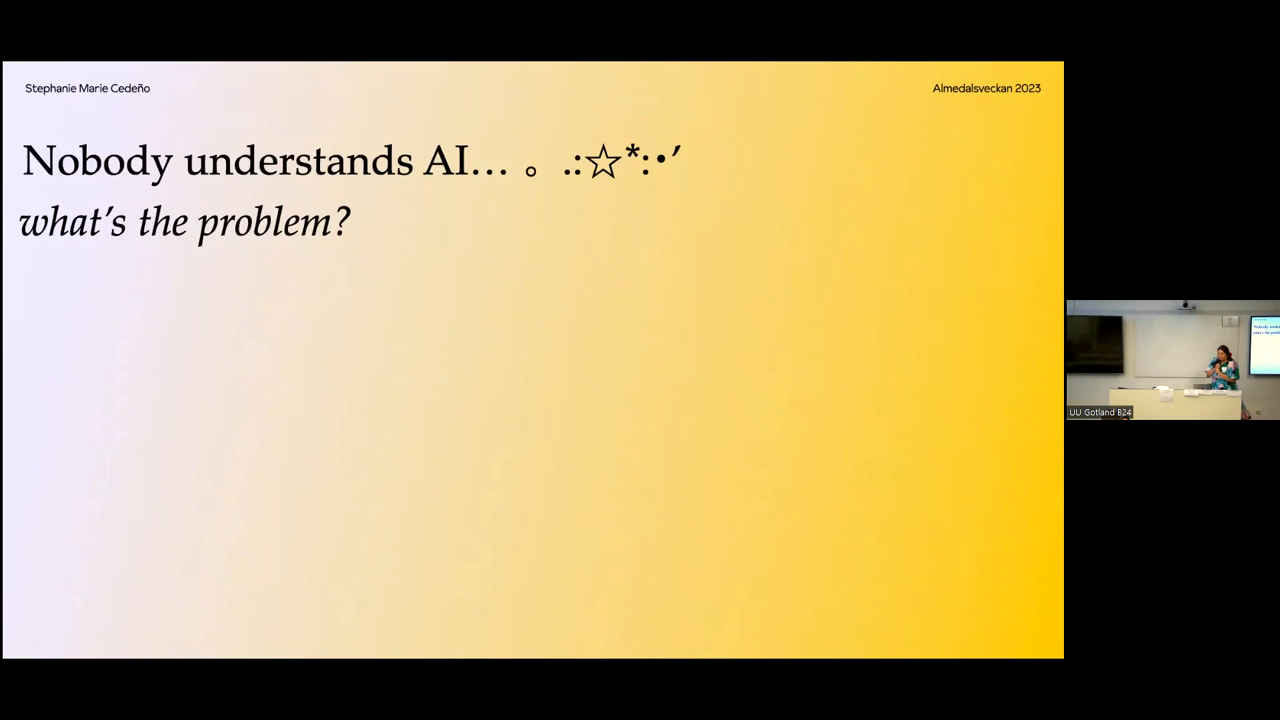 Stephanie Marie Cedeño
Almedalsveckan 2023
Nobody understands AI… 。.:☆*:•′
what’s the problem?
UU Gotland B24